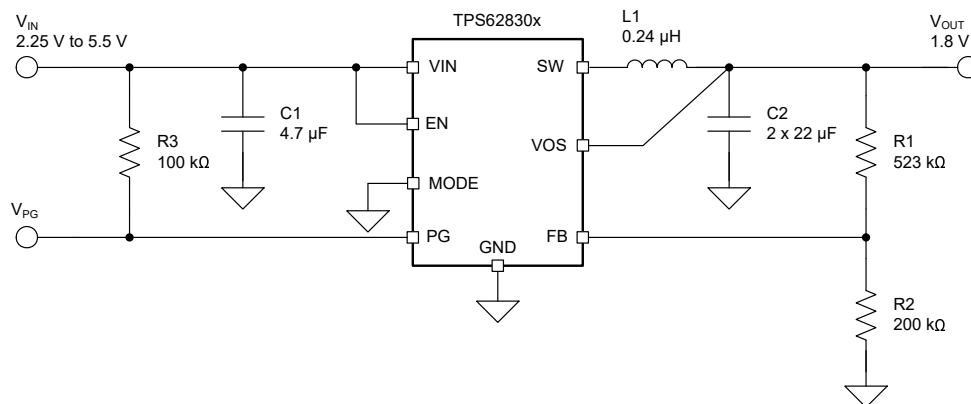 TPS62830x
V_IN
2.25 V to 5.5 V
L1
0.24 µH
V_OUT
1.8 V
VIN
SW
C1
4.7 µF
EN
R3
100 kΩ
C2
2 x 22 µF
VOS
R1
523 kΩ
MODE
V_PG
PG
GND
FB
R2
200 kΩ